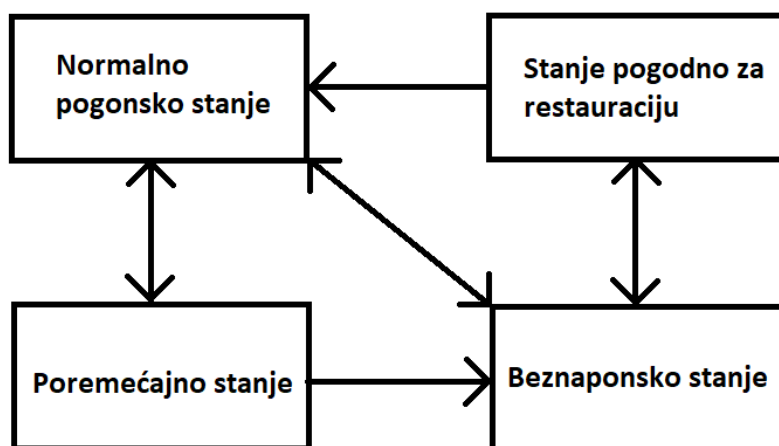 Normalno
pogonsko stanje
Stanje pogodno za
restauraciju
Poremećajno stanje
Beznaponsko stanje